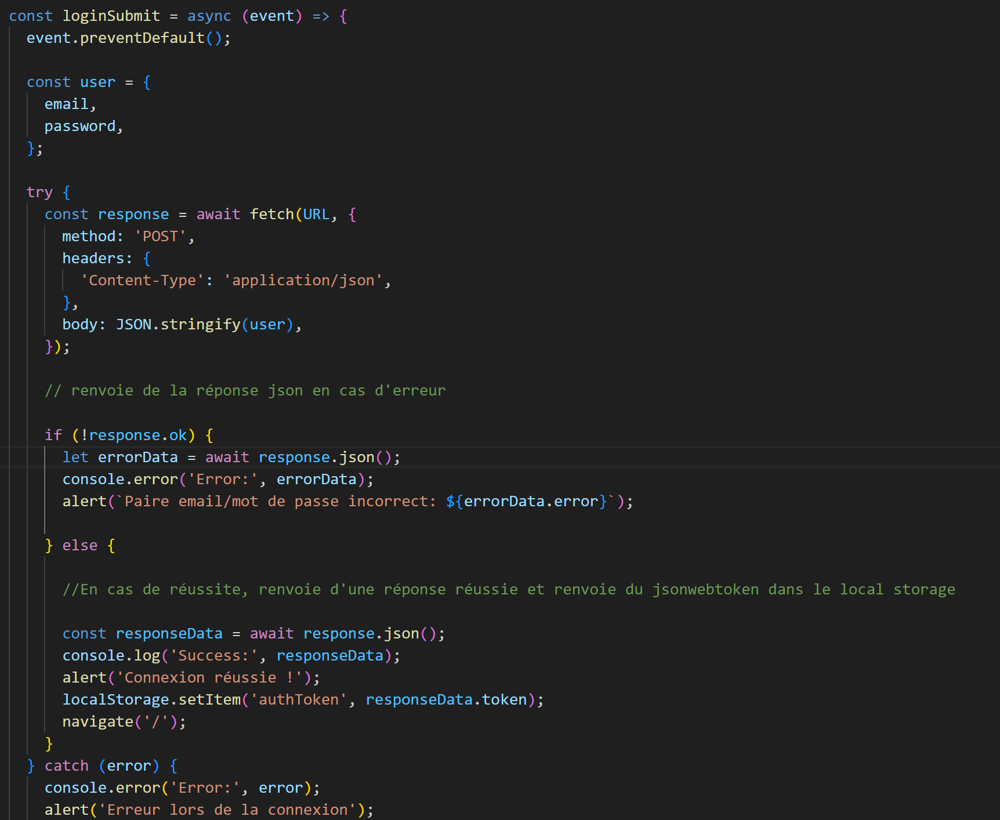 const loginSubmit = async (event) => {
event.preventDefault();
const user = {
email,
password,
};
try {
const response = await fetch(URL, {
method: 'POST',
headers: {
'Content-Type': 'application/json',
},
body: JSON.stringify(user),
});
// renvoie de la réponse json en cas d'erreur
if (!response.ok) {
let errorData = await response.json();
console.error('Error:', errorData);
alert(`Paire email/mot de passe incorrect: ${errorData.error}`);
} else {
//En cas de réussite, renvoie d'une réponse réussie et renvoie du jsonwebtoken dans le local storage
const responseData = await response.json();
console.log('Success:', responseData);
alert('Connexion réussie !');
localStorage.setItem('authToken', responseData.token);
navigate('/');
}
} catch (error) {
console.error('Error:', error);
alert('Erreur lors de la connexion');